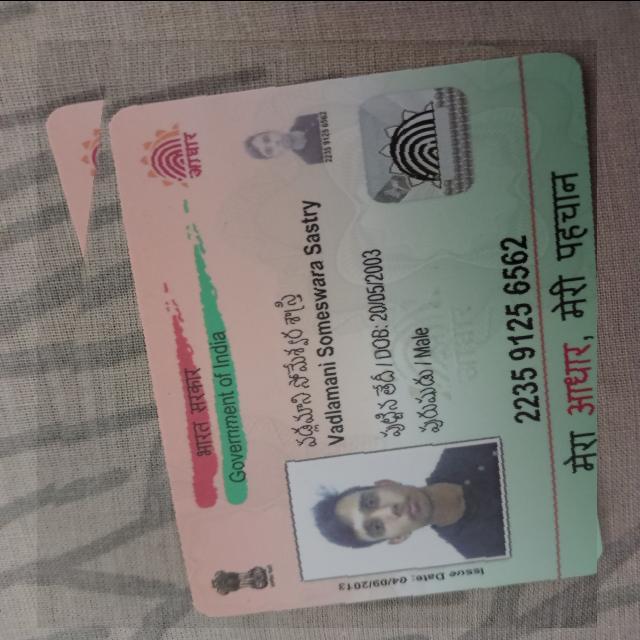 भारत सरकार
Government of India
आधार
2235 9125 6562
వడ్లమాని సోమేశ్వర శాస్త్రి
Vadlamani Someswara Sastry
పుట్టిన తేదీ / DOB: 20/05/2003
పురుషుడు / Male
Issue Date: 04/09/2013
2235 9125 6562
मेरा आधार, मेरी पहचान